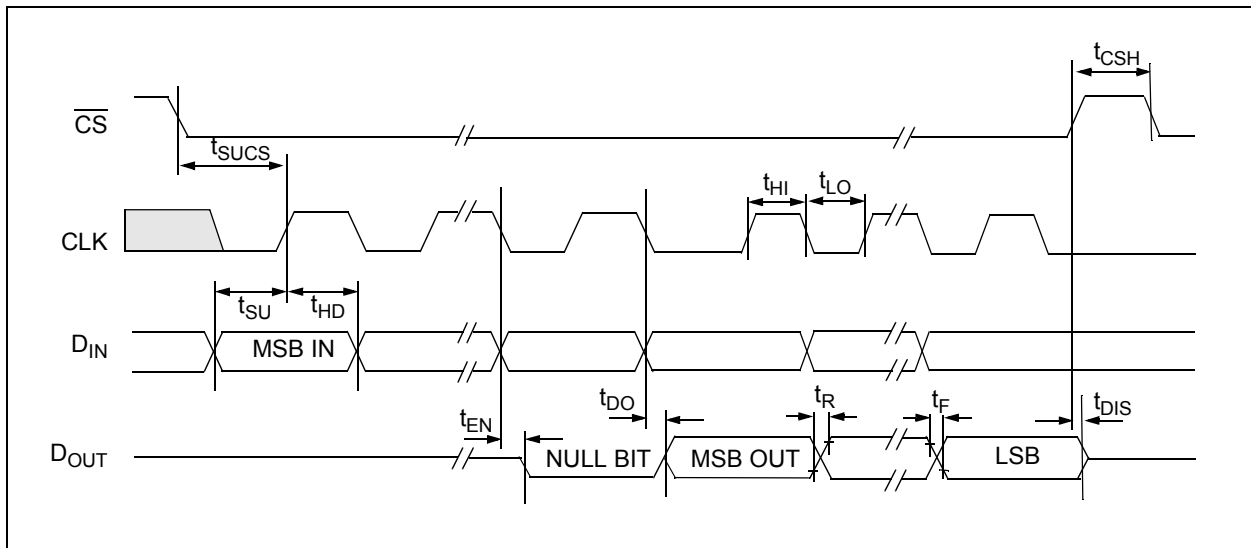 tCSH
CS
tSUCS
tHI
tLO
CLK
tSU
tHD
DIN
MSB IN
tEN
tDO
tR
tF
tDIS
DOUT
NULL BIT
MSB OUT
LSB